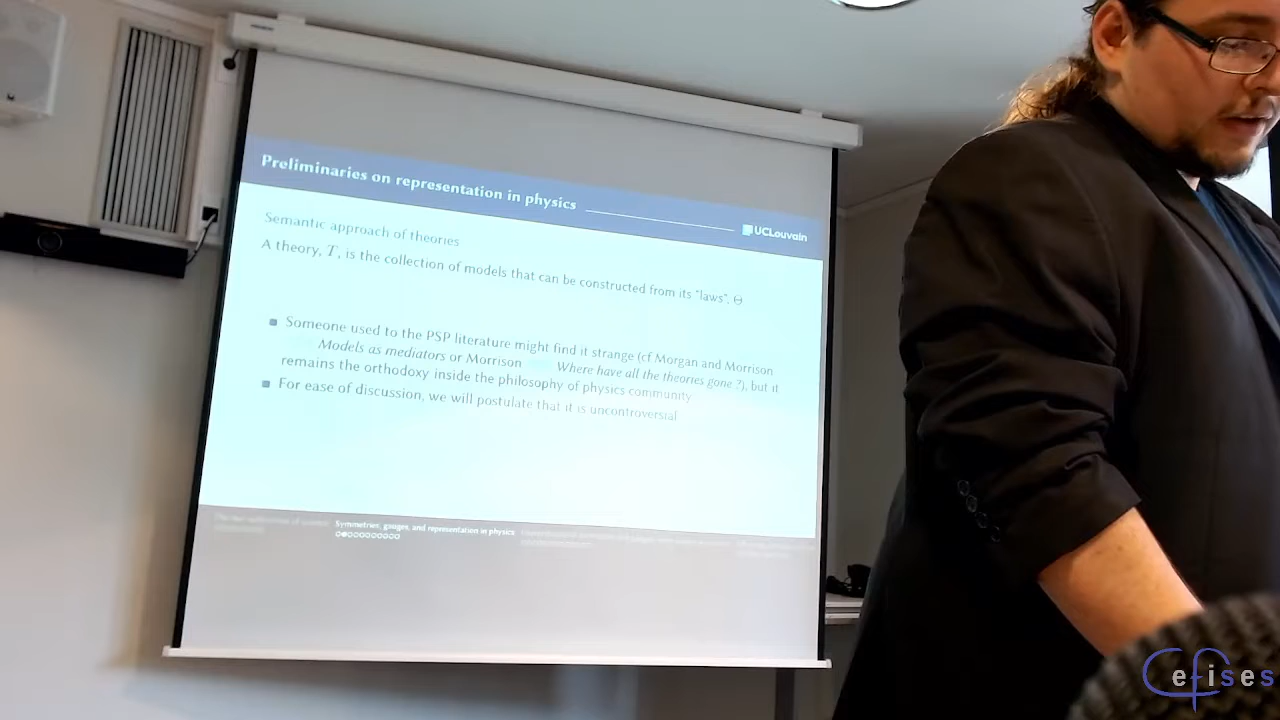 Preliminaries on representation in physics
UCLouvain
Semantic approach of theories
A theory, T, is the collection of models that can be constructed from its "laws", Θ
Someone used to the PSP literature might find it strange (cf Morgan and Morrison
Models as mediators or Morrison Where have all the theories gone ?), but it
remains the orthodoxy inside the philosophy of physics community
For ease of discussion, we will postulate that it is uncontroversial
Symmetries, gauges, and representation in physics
Cefises